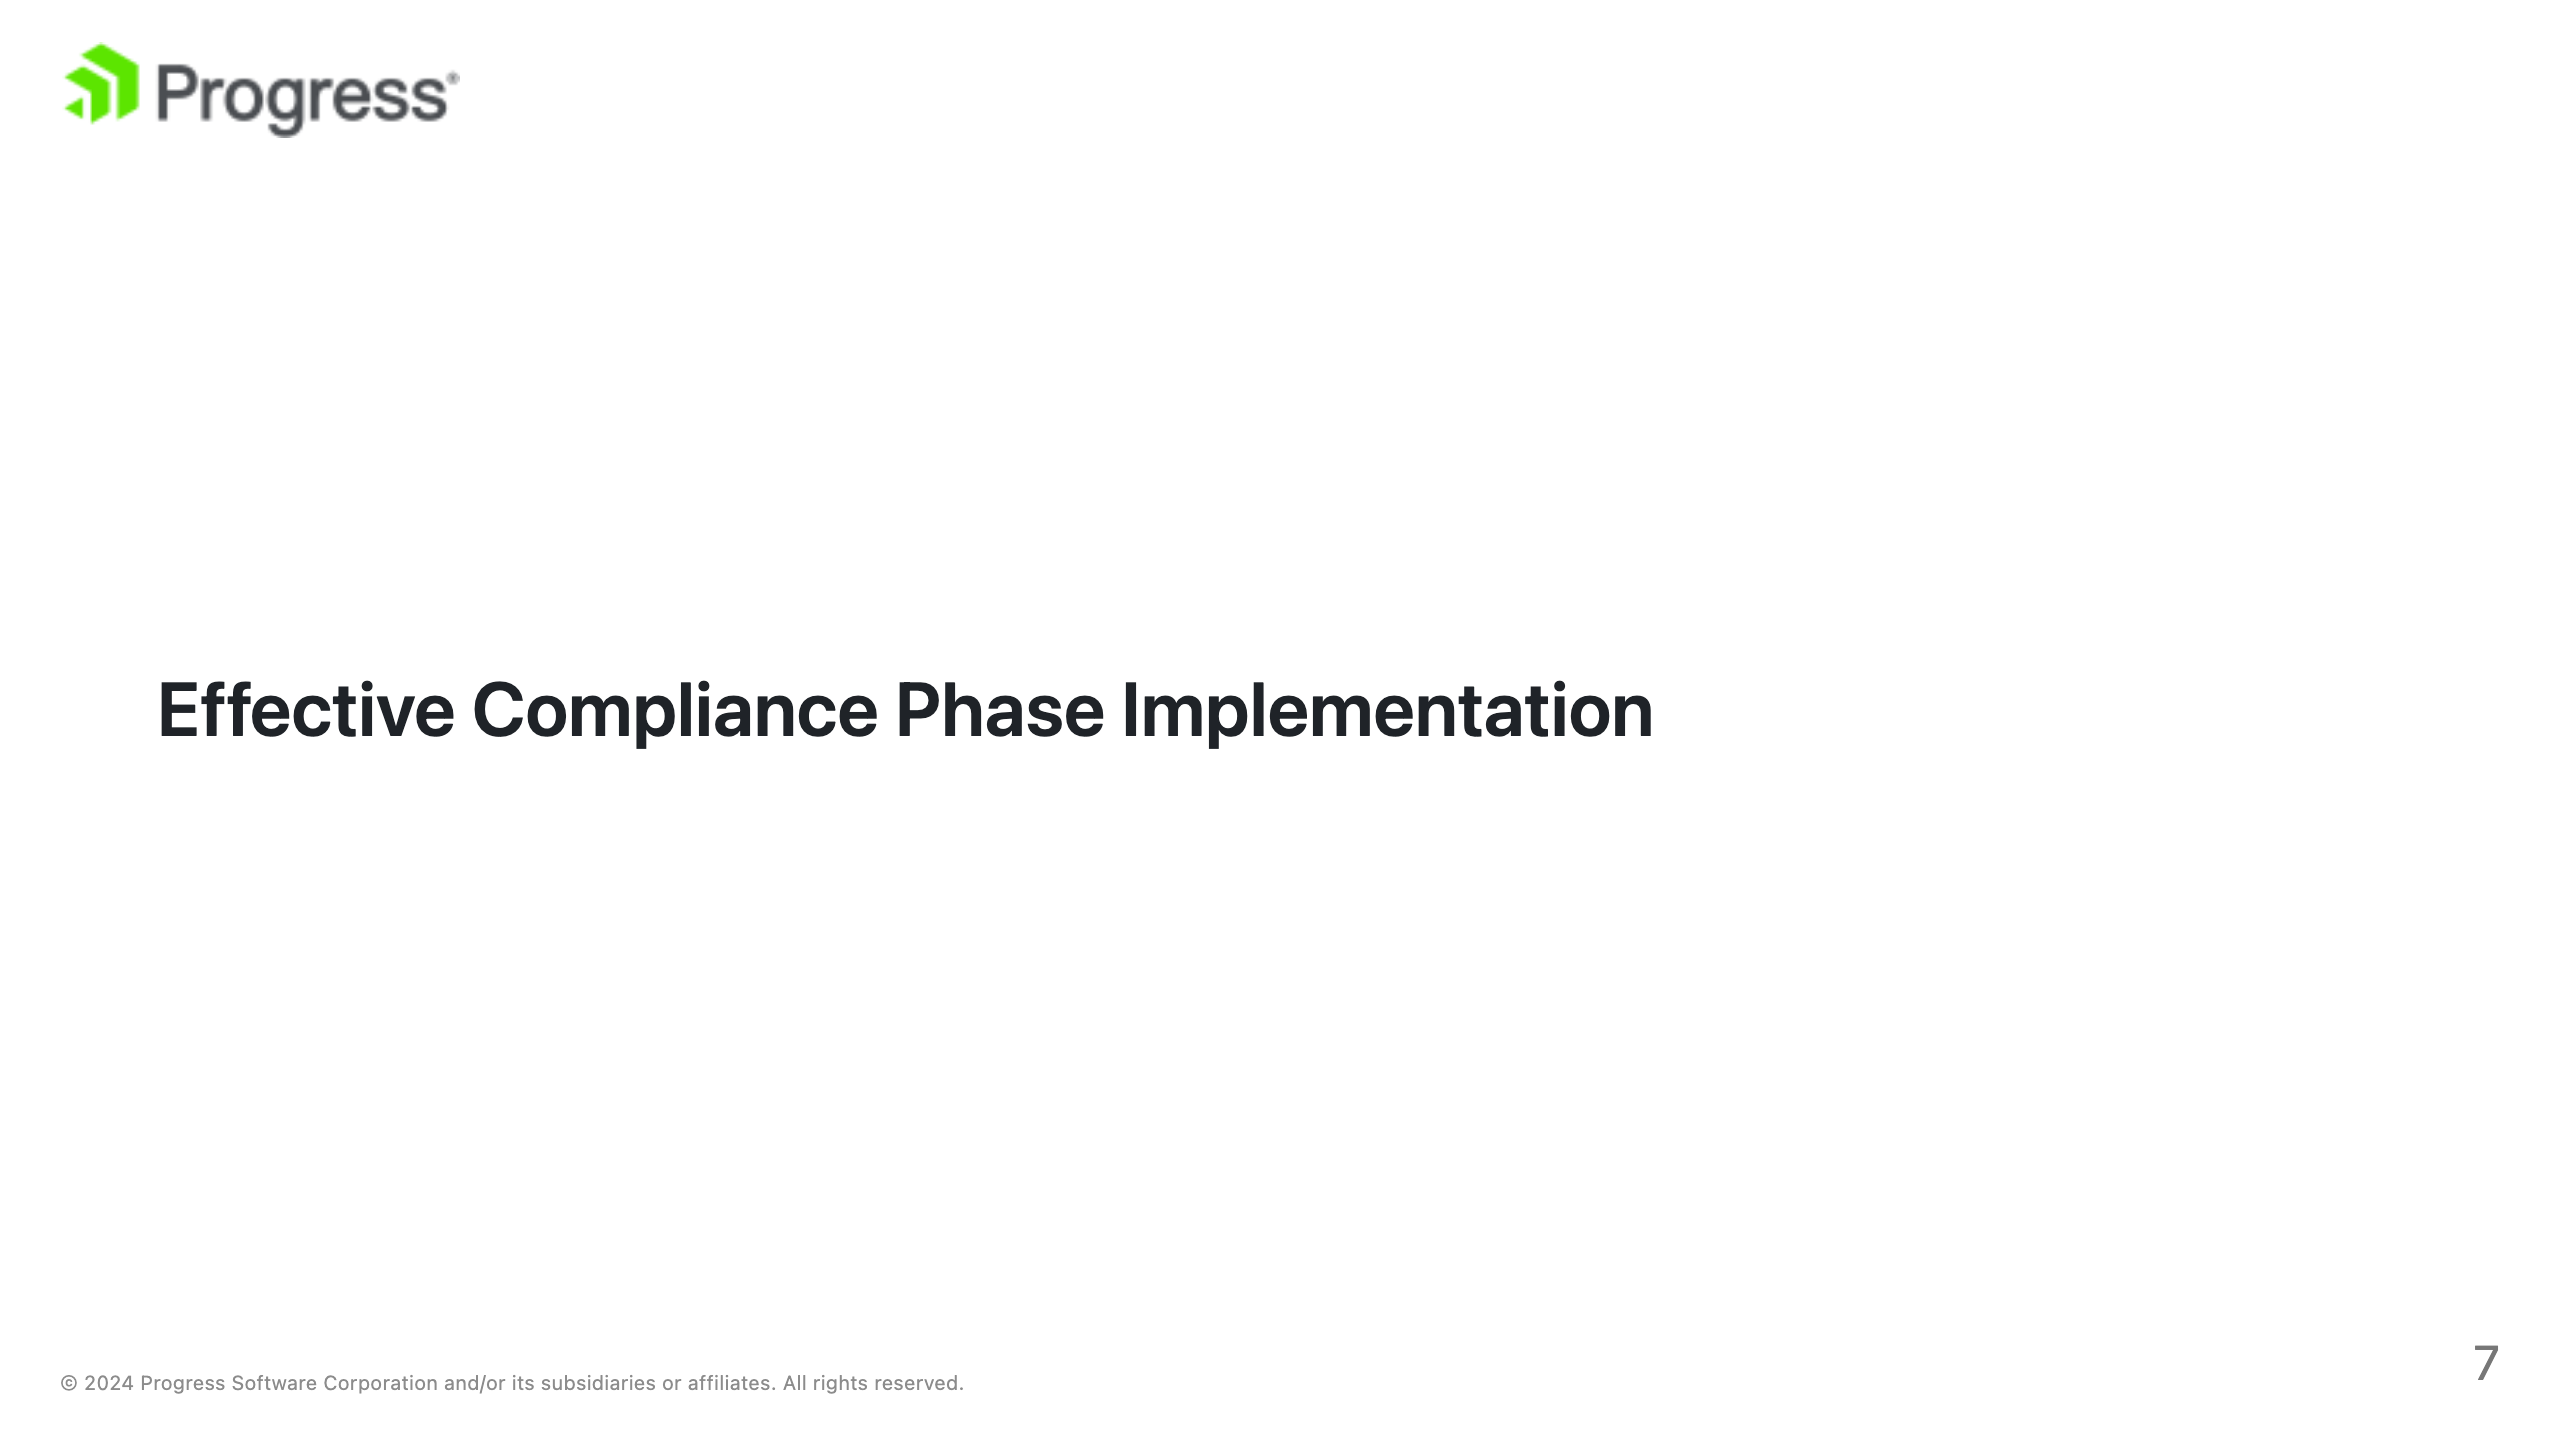 Progress®
Effective Compliance Phase Implementation
© 2024 Progress Software Corporation and/or its subsidiaries or affiliates. All rights reserved.
7